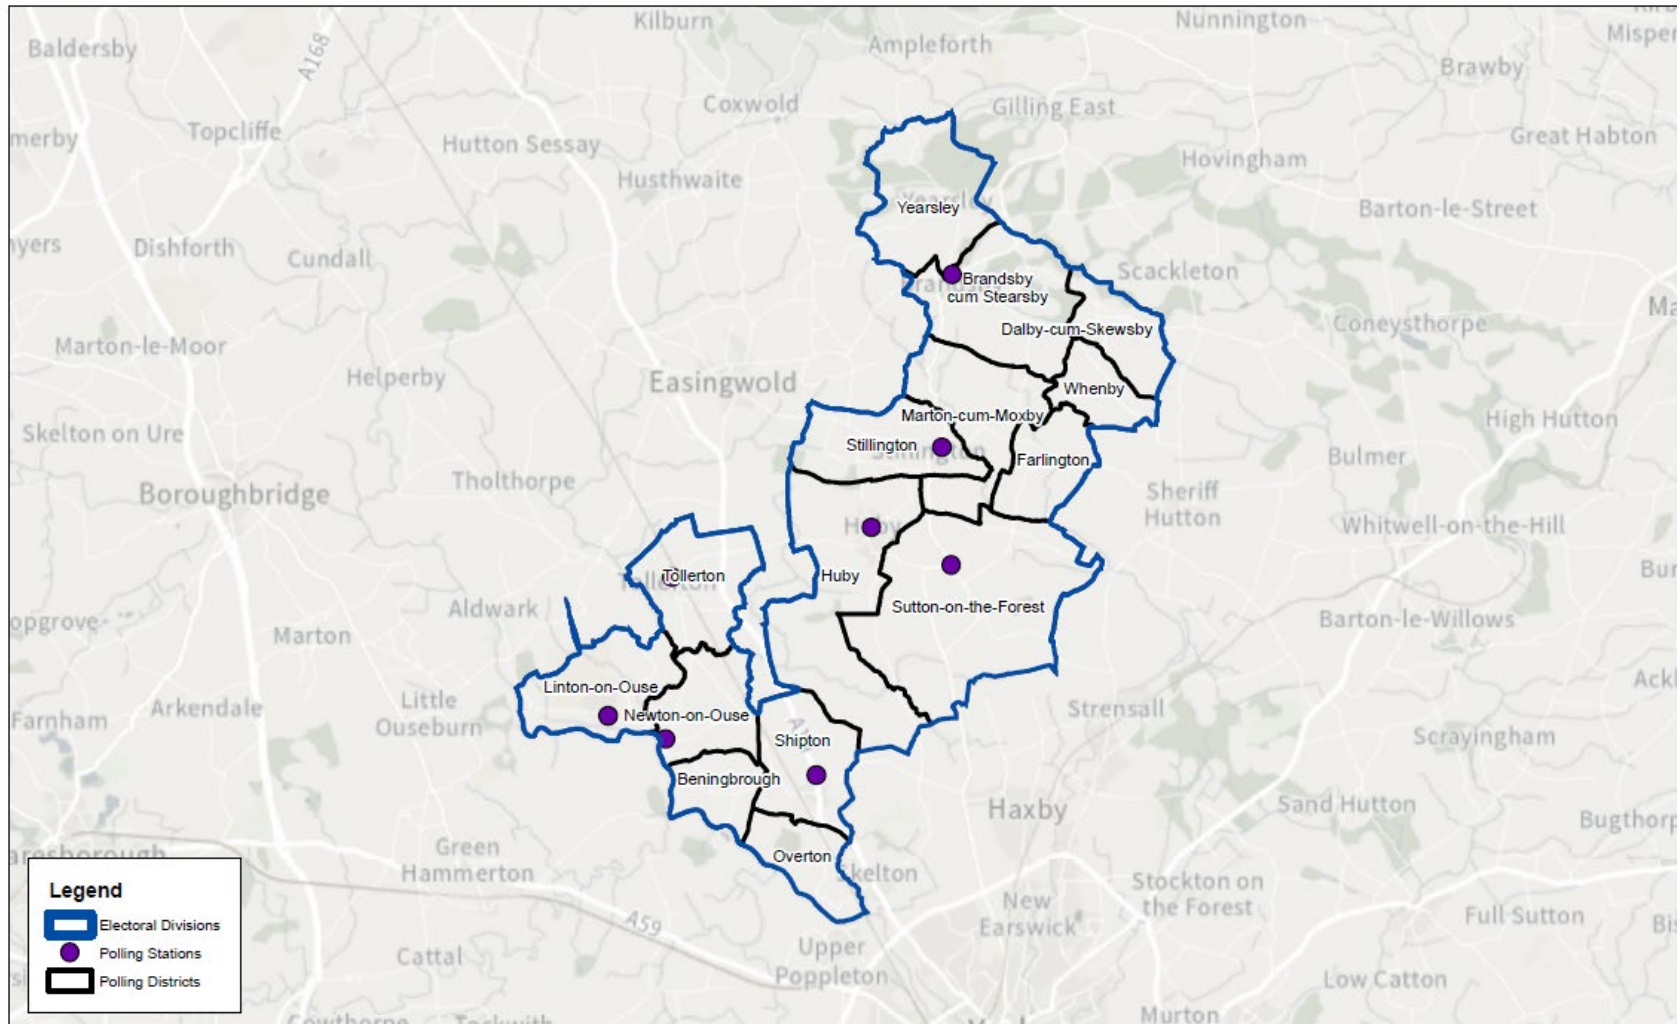 Kilburn
Nunnington
Baldersby
A168
Ampleforth
Brawby
Coxwold
Gilling East
Topcliffe
Hutton Sessay
Great Habton
Hovingham
Husthwaite
Yearsley
Yearsley
Barton-le-Street
Dishforth
Cundall
Scackleton
Brandsby
cum Stearsby
Dalby-cum-Skewsby
Coneysthorpe
Marton-le-Moor
Helperby
Easingwold
Whenby
Marton-cum-Moxby
High Hutton
Skelton on Ure
Stillington
Stillington
Farlington
Bulmer
Tholthorpe
Boroughbridge
Sheriff
Hutton
Whitwell-on-the-Hill
Huby
Tollerton
Tollerton
Huby
Aldwark
Sutton-on-the-Forest
Marton
Barton-le-Willows
Linton-on-Ouse
Arkendale
Little
Ouseburn
Farnham
Newton-on-Ouse
Strensall
Shipton
Scrayingham
Beningbrough
Haxby
Sand Hutton
Green
Hammerton
Overton
Skelton
Stockton on
the Forest
New
Earswick
Full Sutton
A59
Upper
Poppleton
Cattal
Low Catton
Murton
Legend
Electoral Divisions
Polling Stations
Polling Districts